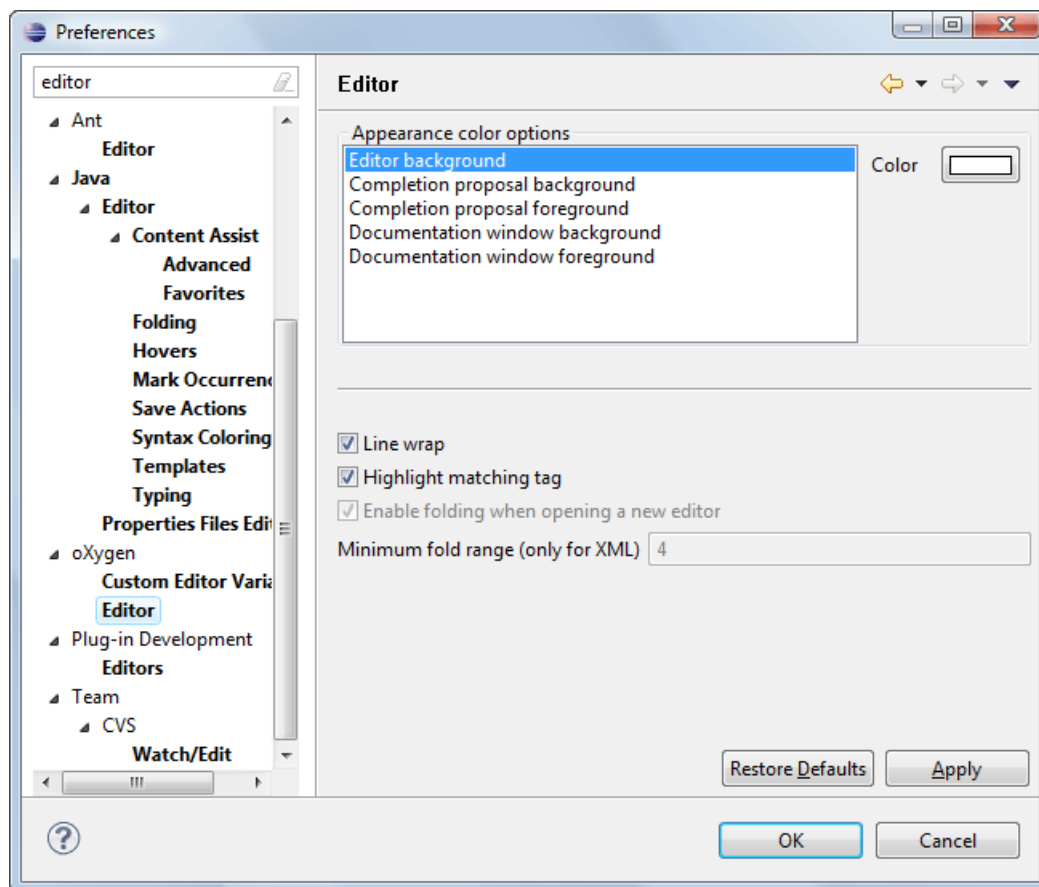 Preferences
editor
Ant
Editor
Java
Editor
Content Assist
Advanced
Favorites
Folding
Hovers
Mark Occurren
Save Actions
Syntax Coloring
Templates
Typing
Properties Files Edi
oXygen
Custom Editor Varia
Editor
Plug-in Development
Editors
Team
CVS
Watch/Edit
Editor
Appearance color options
Editor background
Completion proposal background
Completion proposal foreground
Documentation window background
Documentation window foreground
Color
Line wrap
Highlight matching tag
Enable folding when opening a new editor
Minimum fold range (only for XML) 4
Restore Defaults Apply
? OK Cancel